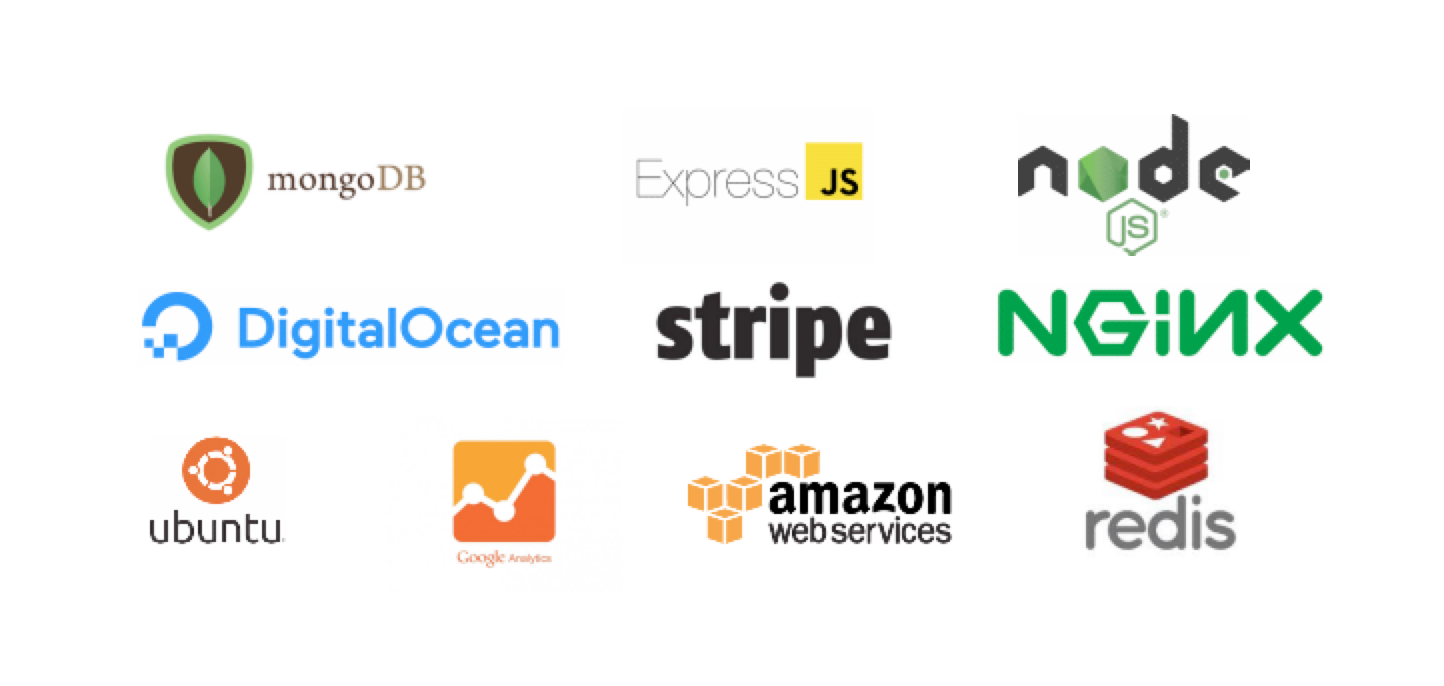 mongoDB
Express JS
node
JS®
DigitalOcean
stripe
NGiNX
ubuntu
Google Analytics
amazon
web services
redis